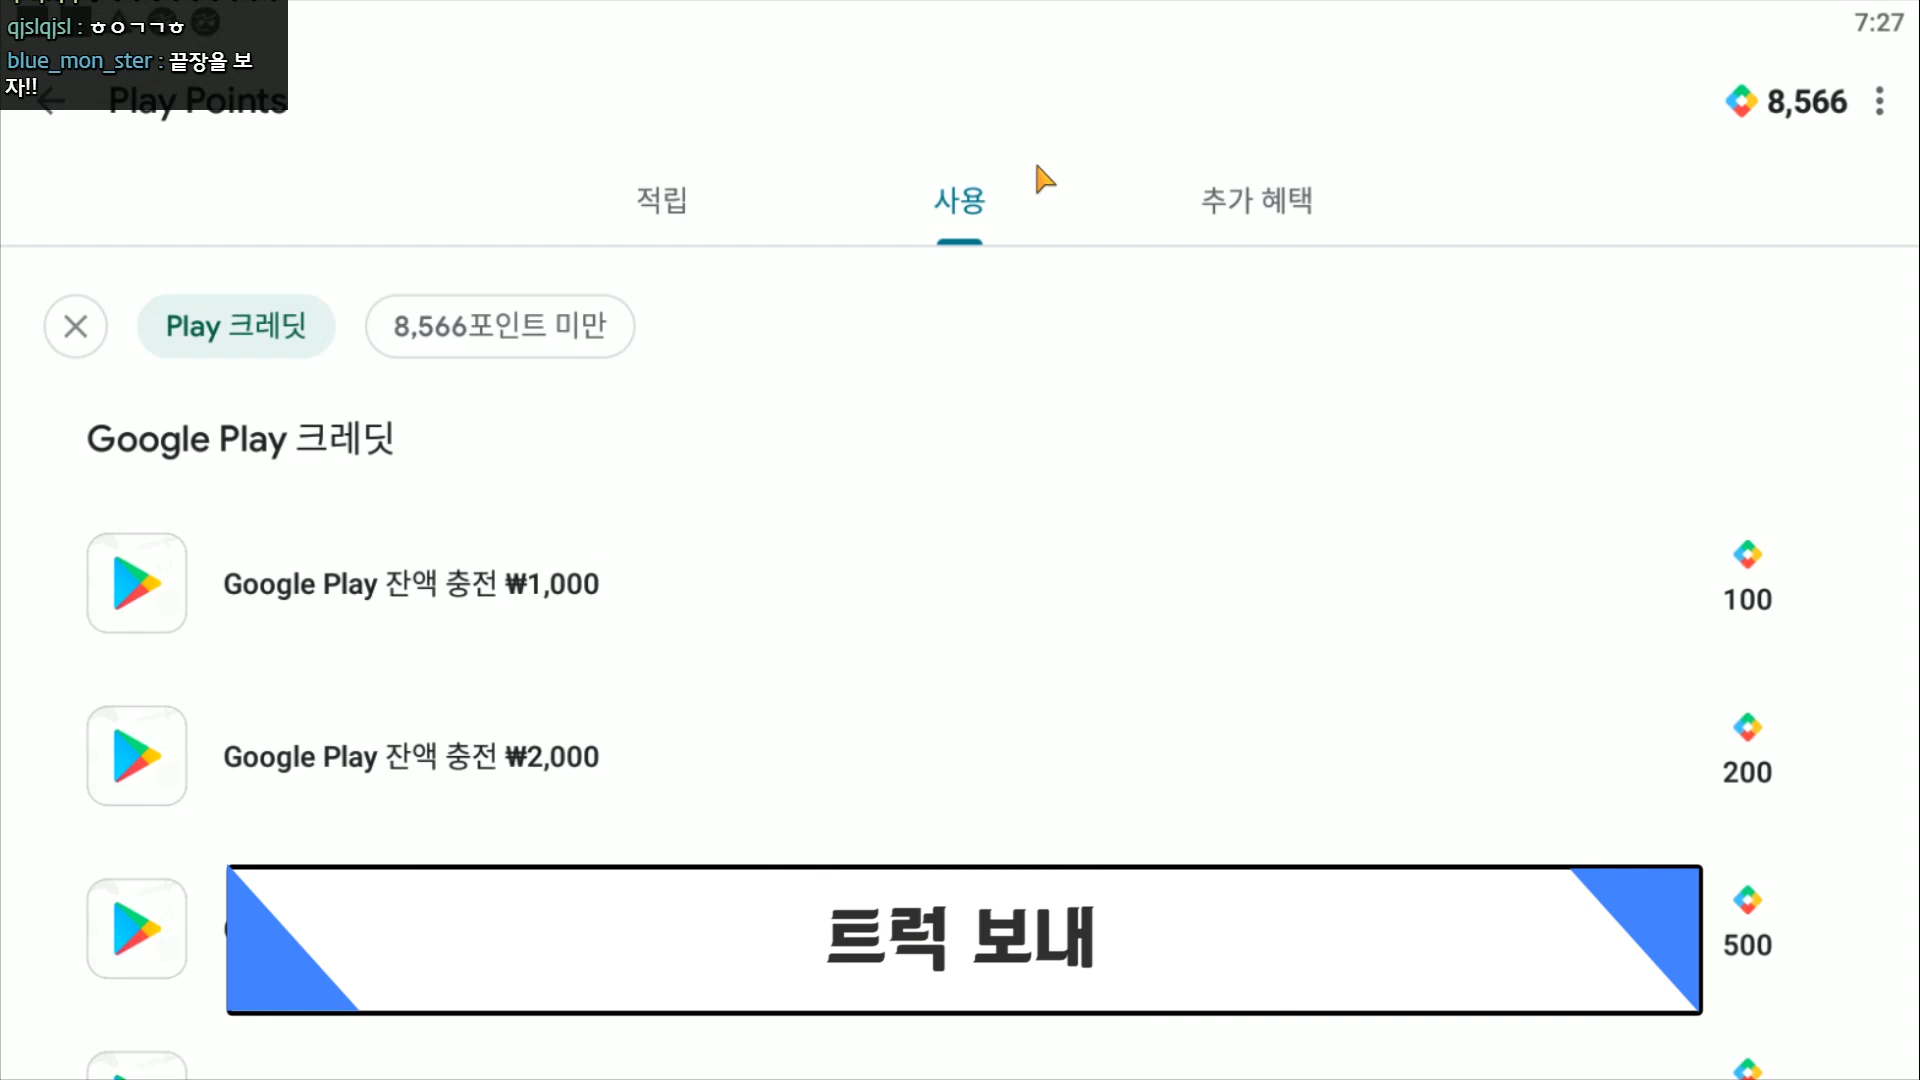 qjslqjsl : ㅎㅇㄱㄱㅎ
blue_mon_ster : 끝장을 보
자!!
7:27
Play Points
8,566
적립
사용
추가 혜택
Play 크레딧
8,566포인트 미만
Google Play 크레딧
Google Play 잔액 충전 ₩1,000
100
Google Play 잔액 충전 ₩2,000
200
트럭 보내
500